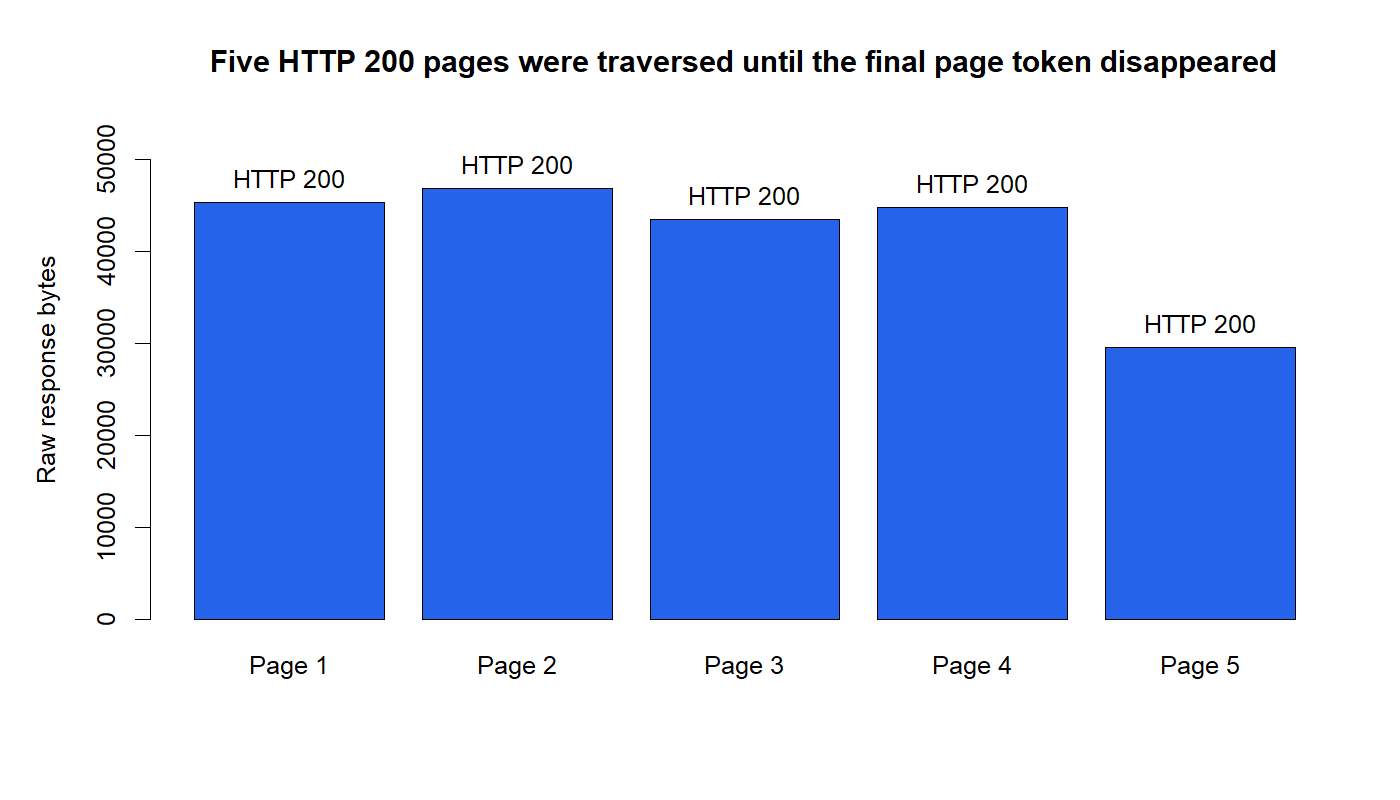 Five HTTP 200 pages were traversed until the final page token disappeared
Raw response bytes
50000
40000
30000
20000
10000
0
HTTP 200
HTTP 200
HTTP 200
HTTP 200
HTTP 200
Page 1
Page 2
Page 3
Page 4
Page 5